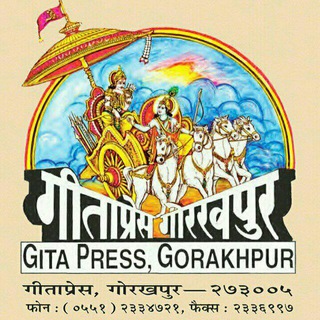 गीताप्रेस गोरखपुर
GITA PRESS, GORAKHPUR
गीताप्रेस, गोरखपुर—२७३००५
फोन : ( ०५५१ ) २३३४७२१, फैक्स : २३३६९९७